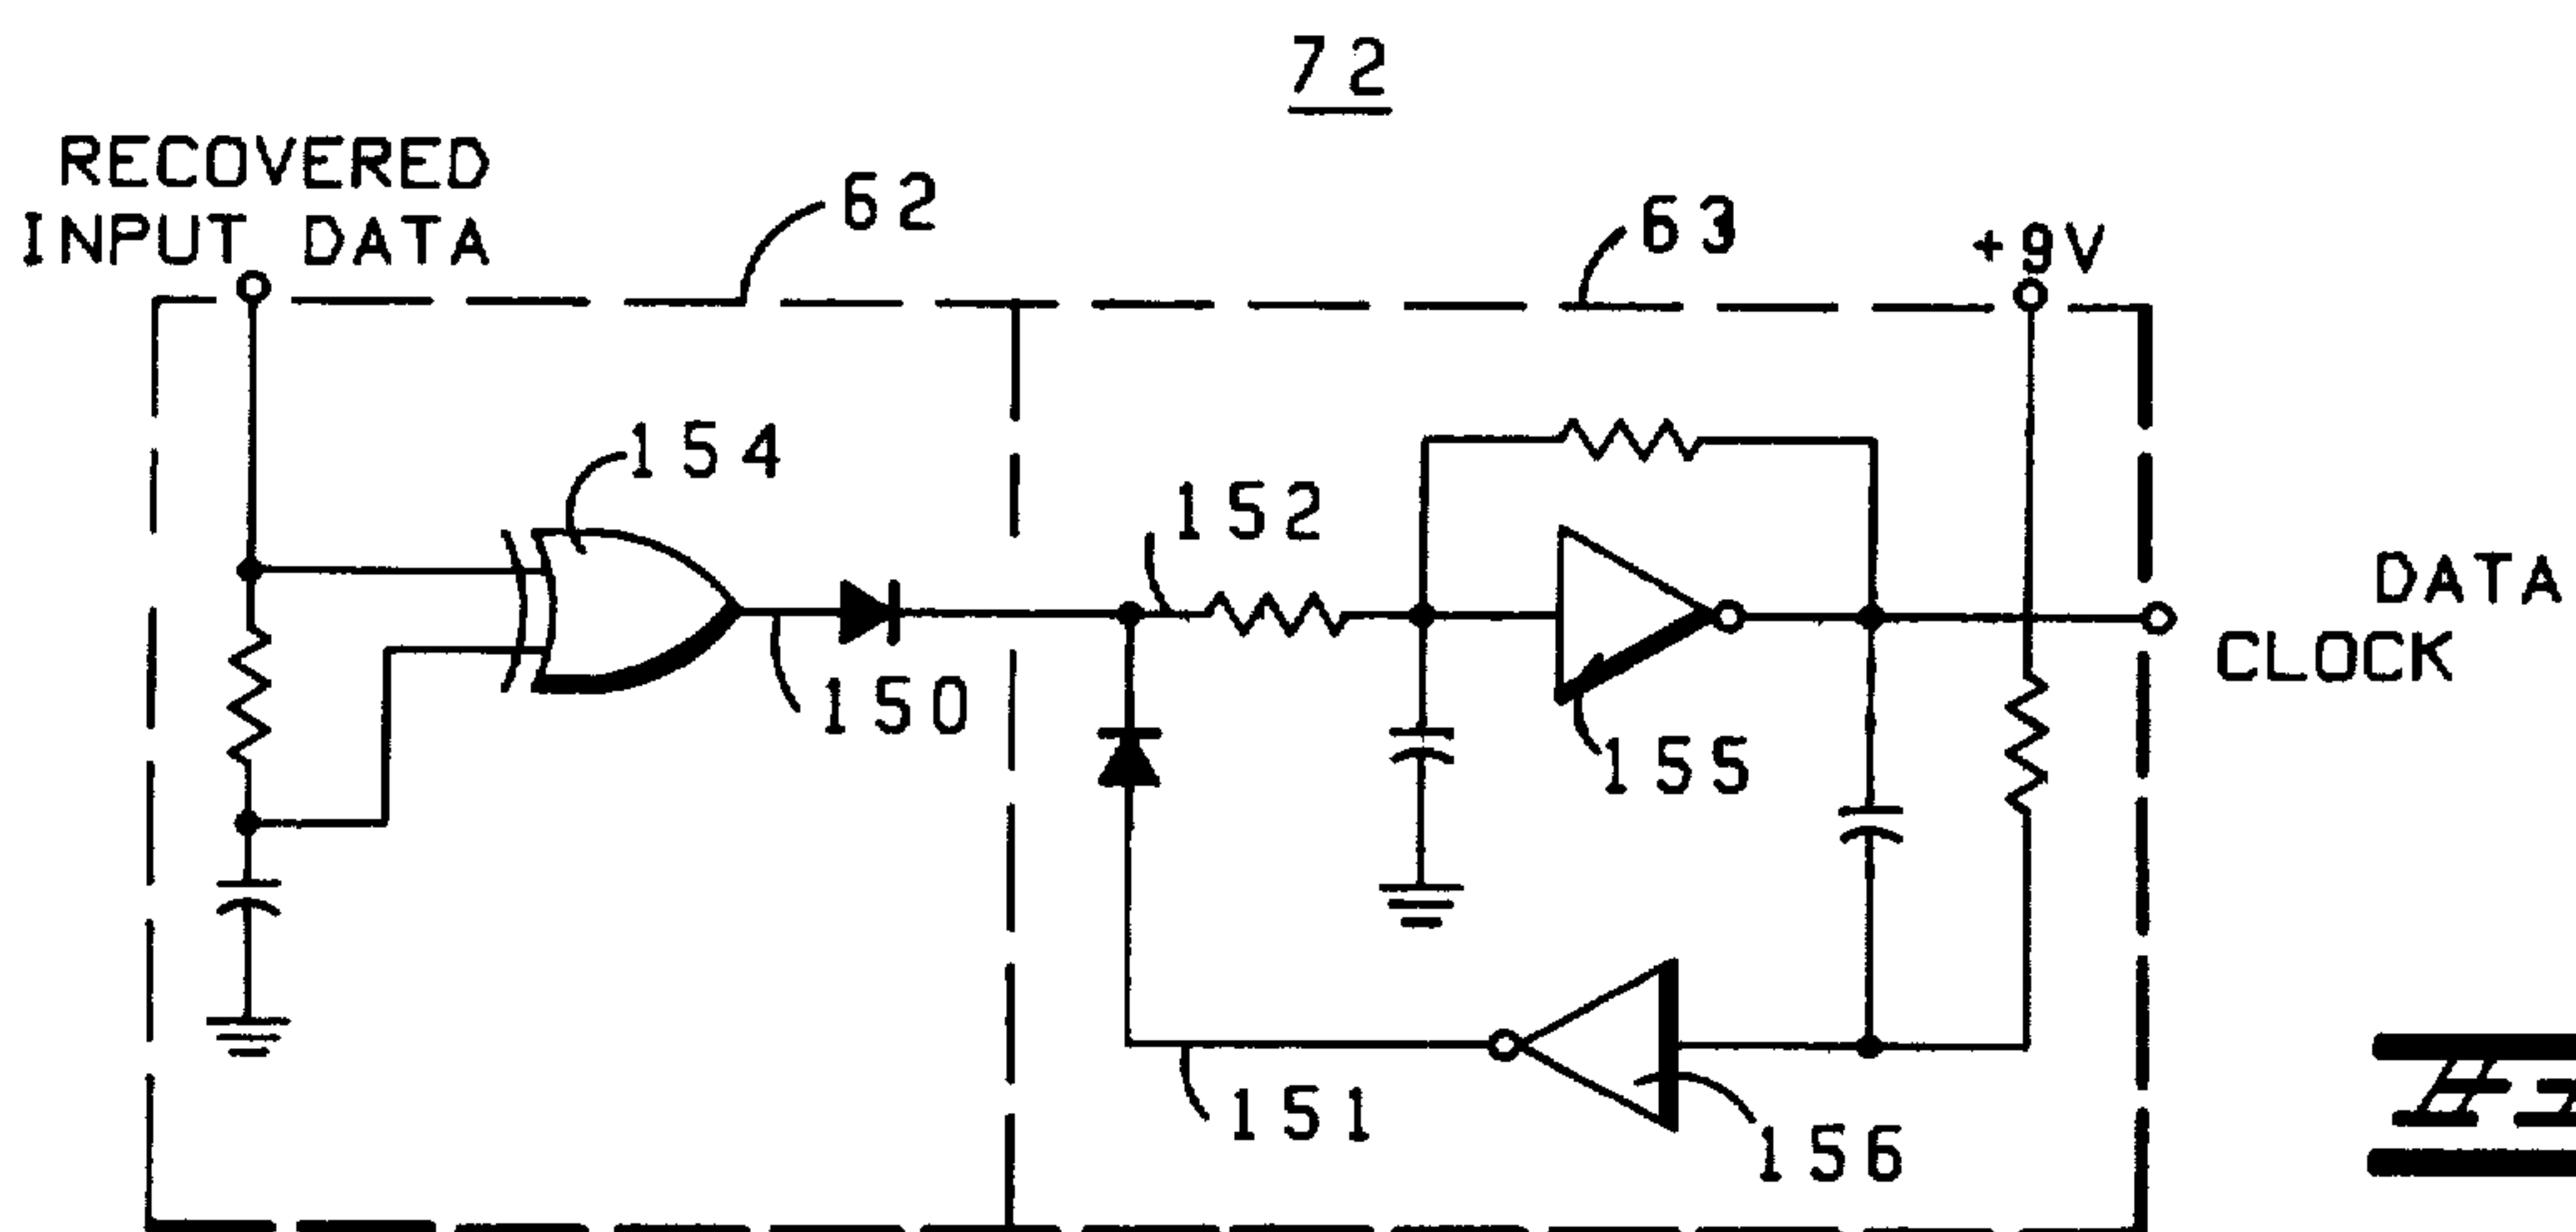 72
RECOVERED
INPUT DATA
62
63
+9V
154
152
150
155
DATA
CLOCK
151
156